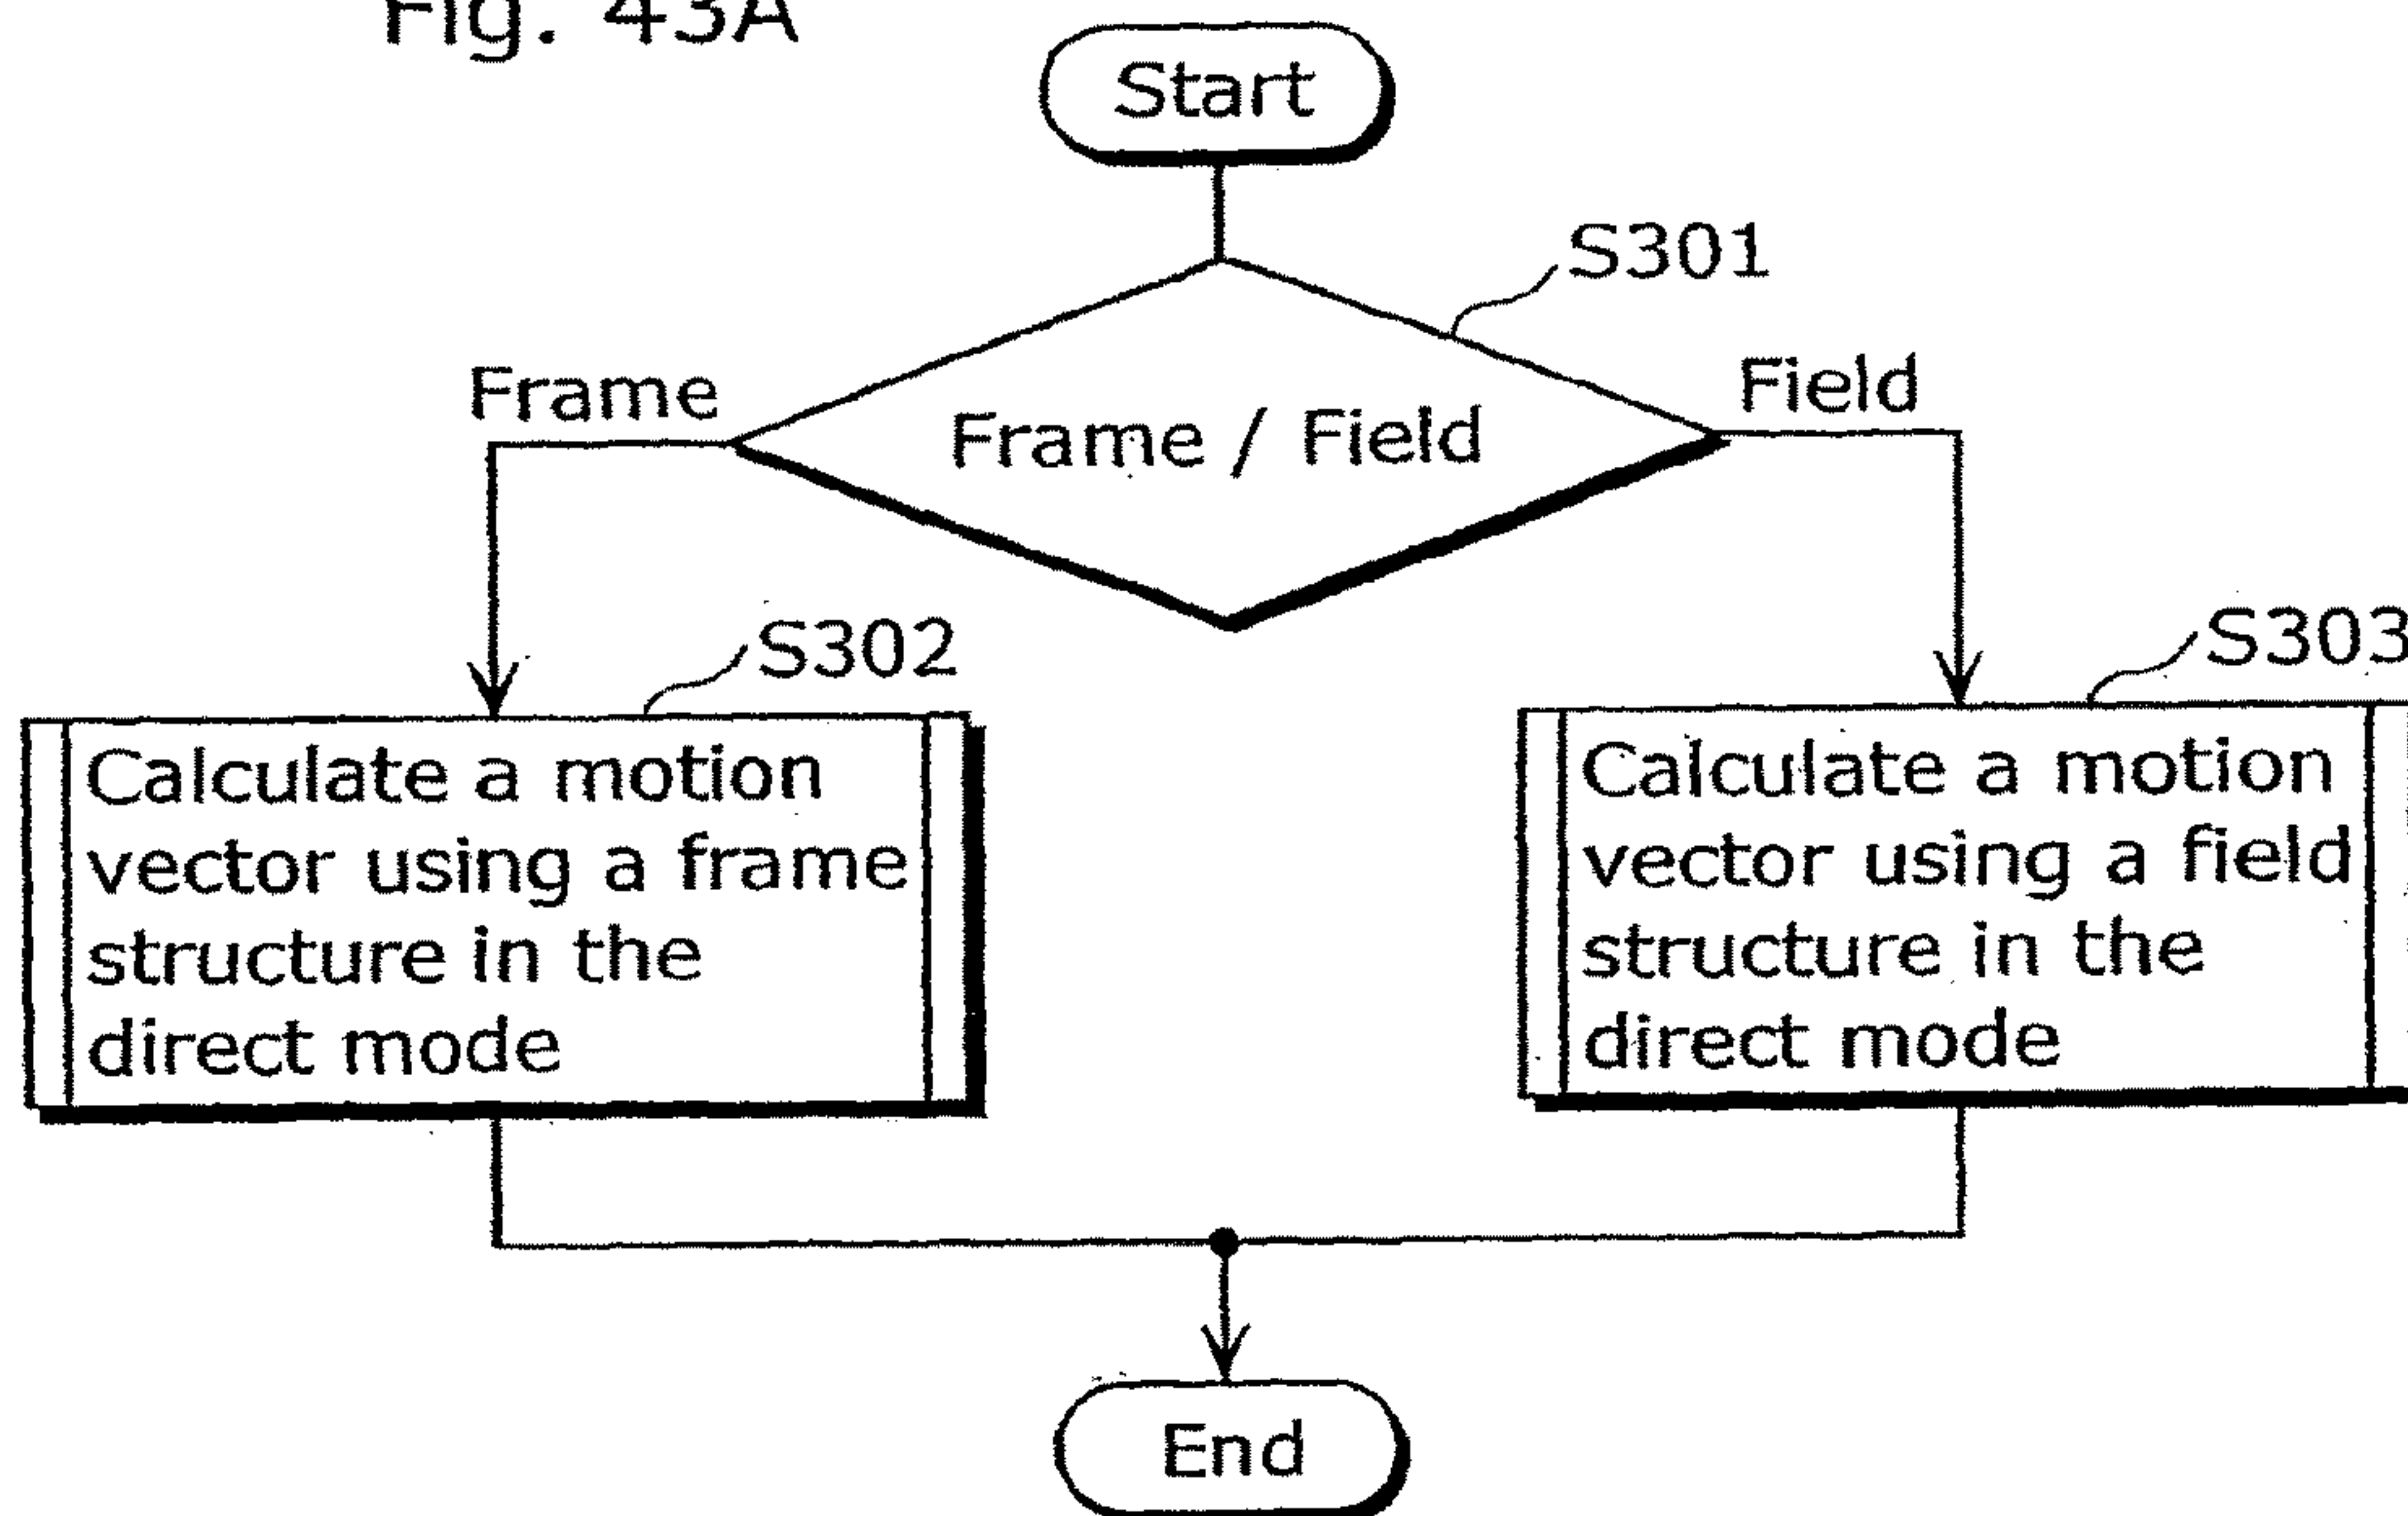 Fig. 43A
Start
S301
Frame
Frame / Field
Field
S302
S303
Calculate a motion
vector using a frame
structure in the
direct mode
Calculate a motion
vector using a field
structure in the
direct mode
End